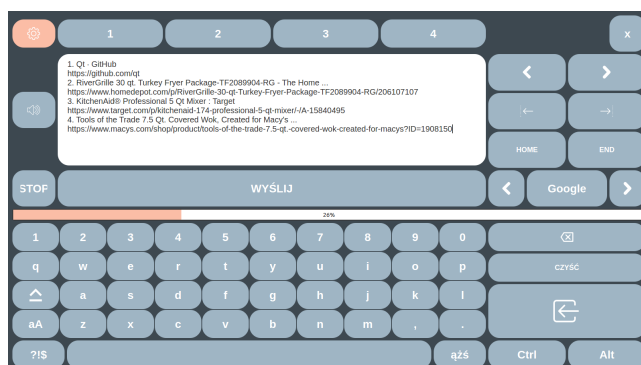 1 2 3 4 x
1. Qt · GitHub
https://github.com/qt
2. RiverGrille 30 qt. Turkey Fryer Package-TF2089904-RG - The Home ...
https://www.homedepot.com/p/RiverGrille-30-qt-Turkey-Fryer-Package-TF2089904-RG/206107107
3. KitchenAid® Professional 5 Qt Mixer : Target
https://www.target.com/p/kitchenaid-174-professional-5-qt-mixer/-/A-15840495
4. Tools of the Trade 7.5 Qt. Covered Wok, Created for Macy's ...
https://www.macys.com/shop/product/tools-of-the-trade-7.5-qt.-covered-wok-created-for-macys?ID=1908150
HOME END
STOP WYŚLIJ Google
26%
1 2 3 4 5 6 7 8 9 0
q w e r t y u i o p CZYŚĆ
a s d f g h j k l
aA z x c v b n m , .
?!$ ążś Ctrl Alt